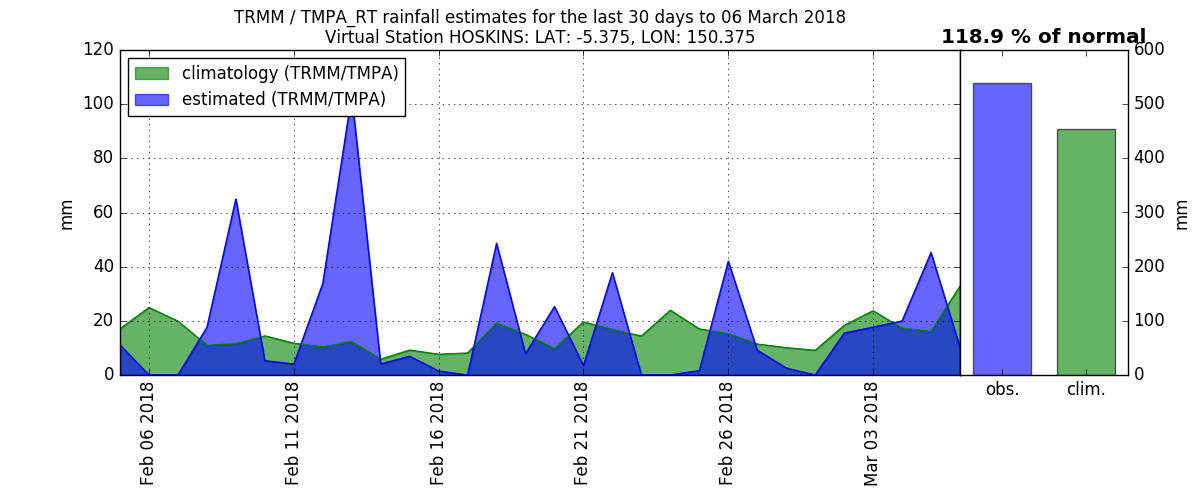 TRMM / TMPA_RT rainfall estimates for the last 30 days to 06 March 2018
Virtual Station HOSKINS: LAT: -5.375, LON: 150.375
118.9 % of normal
climatology (TRMM/TMPA)
estimated (TRMM/TMPA)
120
100
80
60
40
20
0
mm
Feb 06 2018
Feb 11 2018
Feb 16 2018
Feb 21 2018
Feb 26 2018
Mar 03 2018
obs.
clim.
600
500
400
300
200
100
0
mm